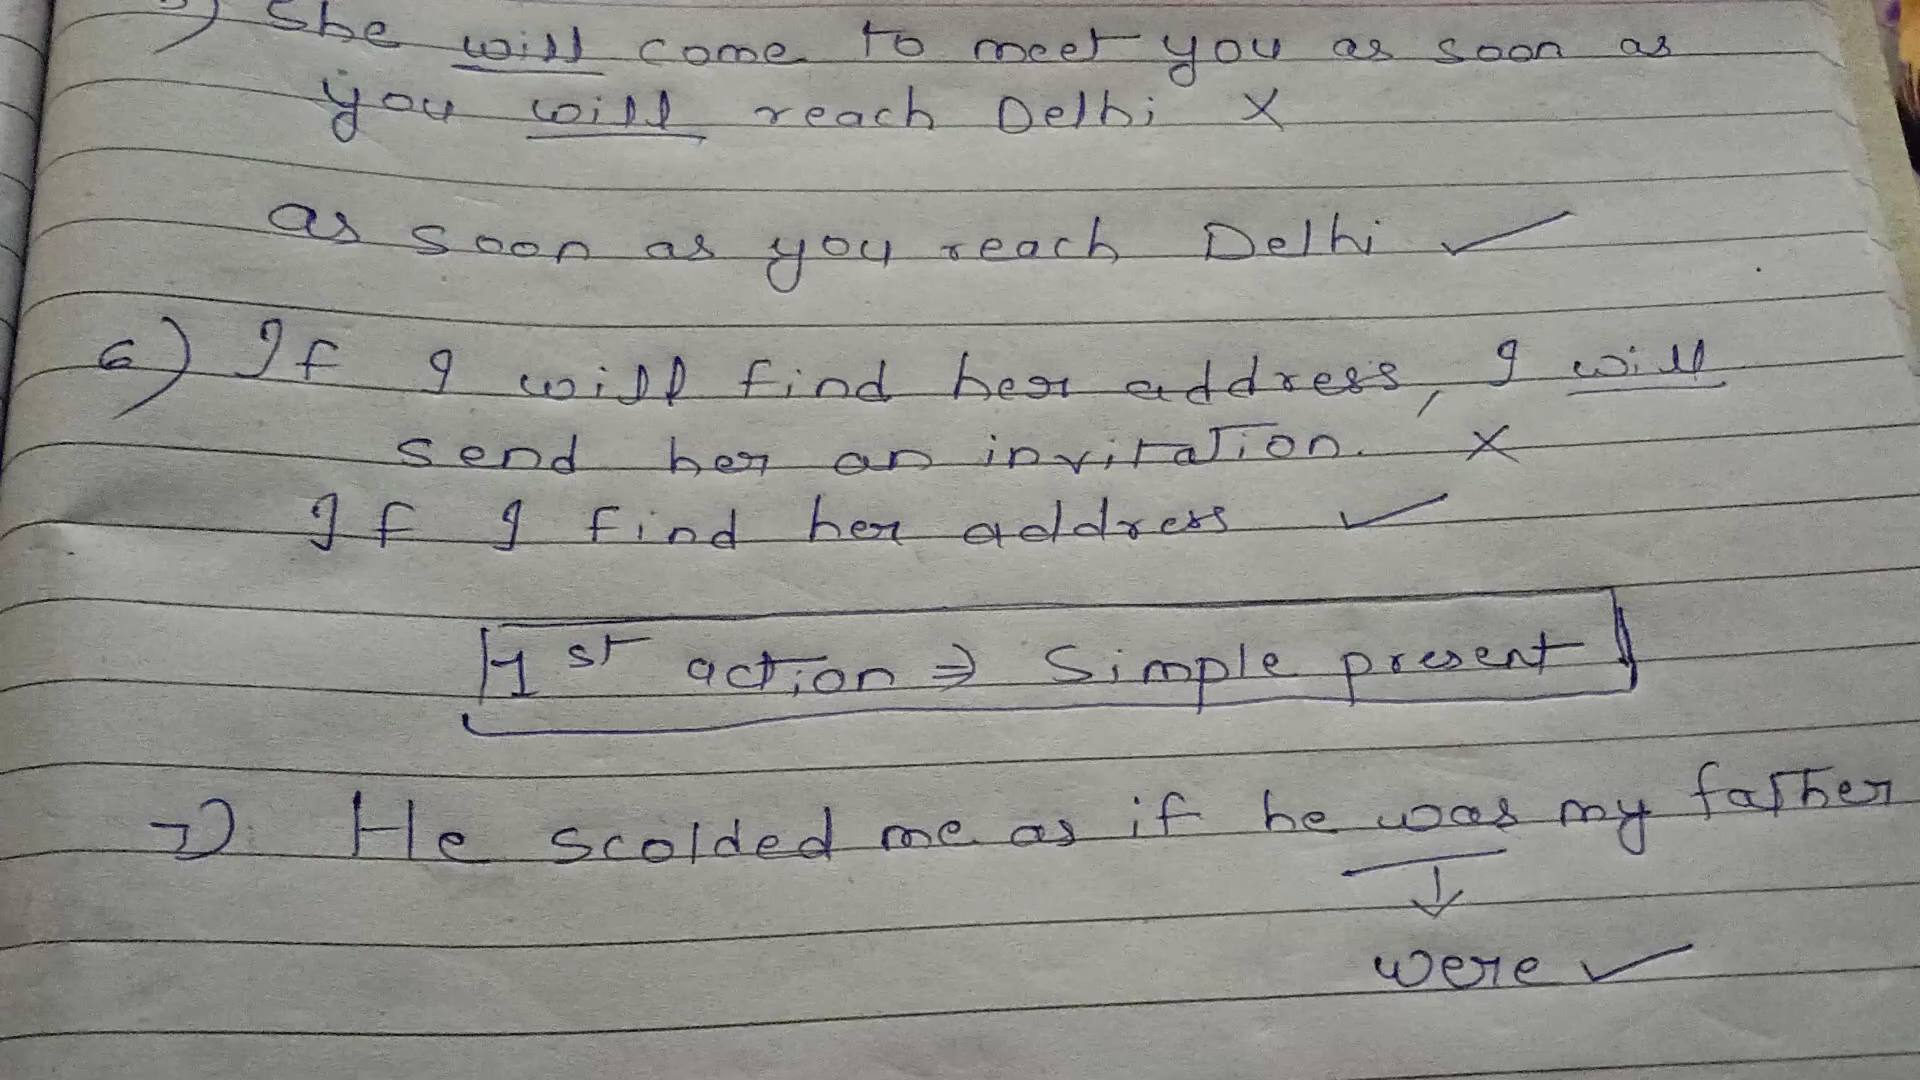 5) She will come to meet you as soon as
you will reach Delhi X
as soon as you reach Delhi ✓
6) If I will find her address, I will
send her an invitation. X
If I find her address ✓
1st action ⇒ Simple present
7) He scolded me as if he was my father
↓
were ✓